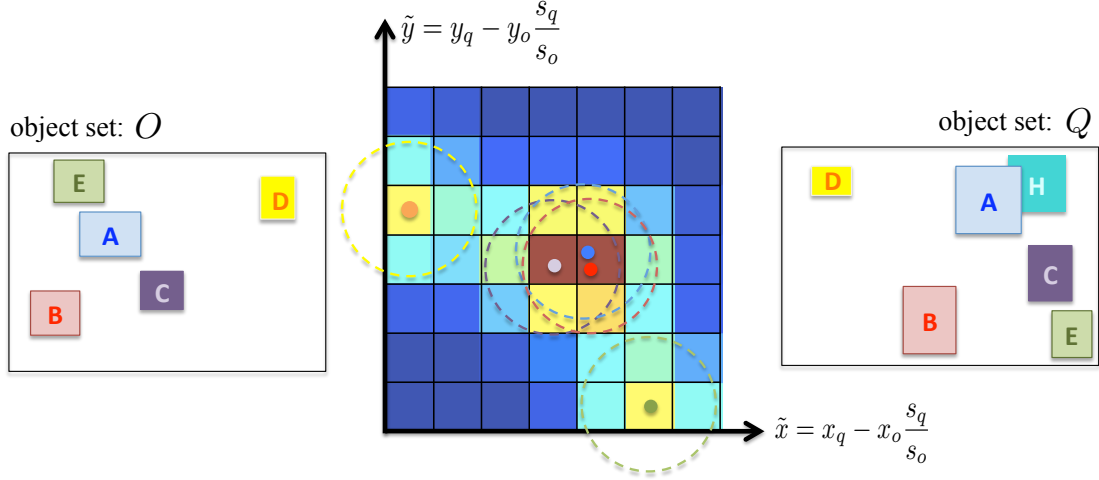 ỹ = y_q − y_o s_q/s_o
object set: O
object set: Q
E
D
A
C
B
D
A
H
C
B
E
x̃ = x_q − x_o s_q/s_o